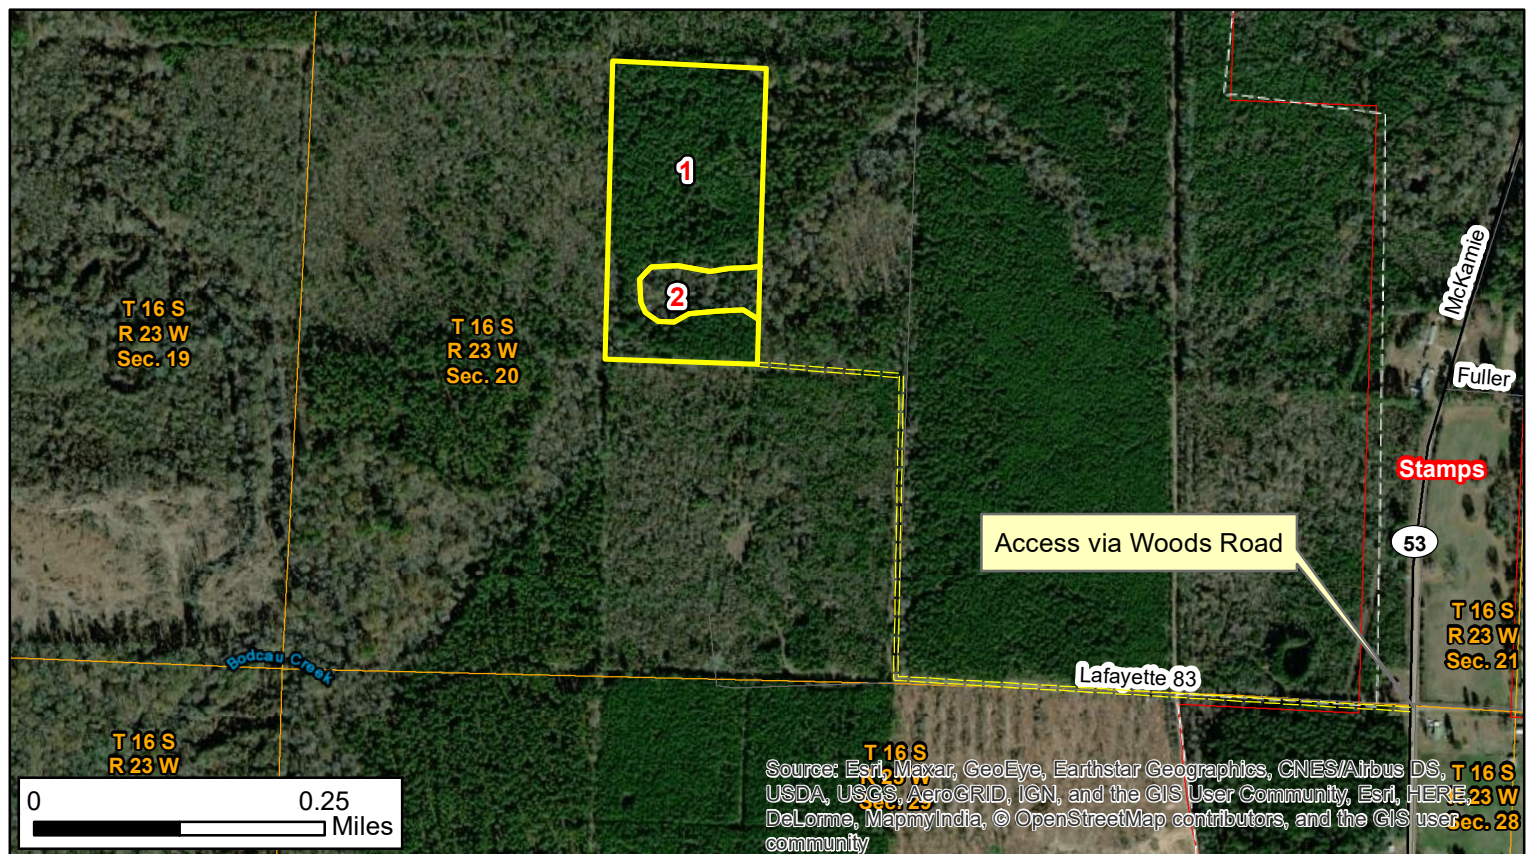 1
2
McKamie
T 16 S
R 23 W
Sec. 19
T 16 S
R 23 W
Sec. 20
Fuller
Stamps
Access via Woods Road
53
T 16 S
R 23 W
Sec. 21
Bodcau Creek
Lafayette 83
T 16 S
R 23 W
T 16 S
R 23 W
Sec. 29
T 16 S
R 23 W
Sec. 28
0 0.25
Miles
Source: Esri, Maxar, GeoEye, Earthstar Geographics, CNES/Airbus DS,
USDA, USGS, AeroGRID, IGN, and the GIS User Community, Esri, HERE,
DeLorme, MapmyIndia, © OpenStreetMap contributors, and the GIS user
community